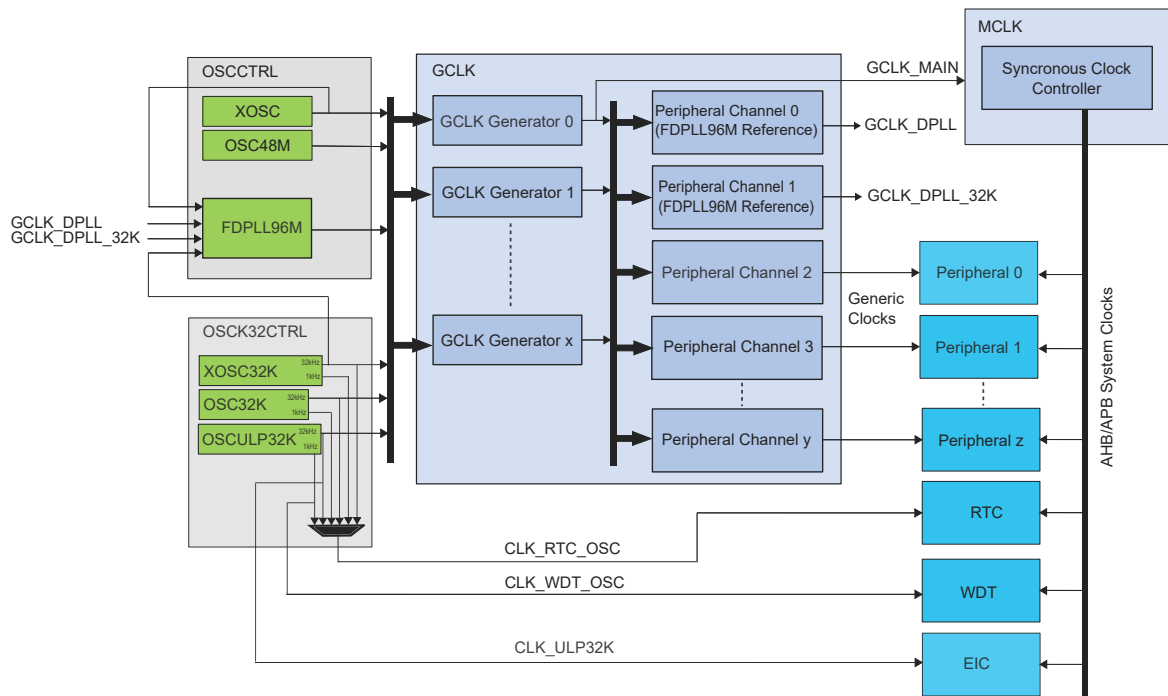 MCLK
Syncronous Clock
Controller
GCLK_MAIN
OSCCTRL
XOSC
OSC48M
FDPLL96M
GCLK_DPLL
GCLK_DPLL_32K
GCLK
GCLK Generator 0
GCLK Generator 1
GCLK Generator x
Peripheral Channel 0
(FDPLL96M Reference)
Peripheral Channel 1
(FDPLL96M Reference)
Peripheral Channel 2
Peripheral Channel 3
Peripheral Channel y
GCLK_DPLL
GCLK_DPLL_32K
Generic
Clocks
Peripheral 0
Peripheral 1
Peripheral z
AHB/APB System Clocks
OSCK32CTRL
XOSC32K
32kHz
1kHz
OSC32K
32kHz
1kHz
OSCULP32K
32kHz
1kHz
CLK_RTC_OSC
RTC
CLK_WDT_OSC
WDT
CLK_ULP32K
EIC